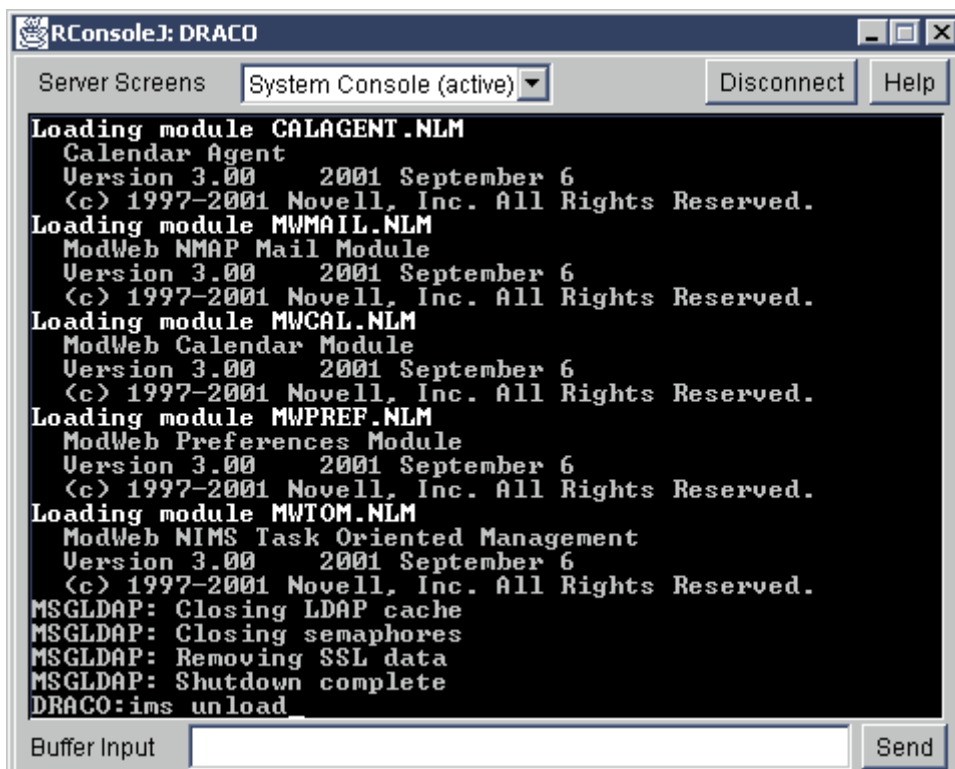 RConsoleJ: DRACO
Server Screens System Console (active) Disconnect Help
Loading module CALAGENT.NLM
Calendar Agent
Version 3.00 2001 September 6
(c) 1997-2001 Novell, Inc. All Rights Reserved.
Loading module MWMAIL.NLM
ModWeb NMAP Mail Module
Version 3.00 2001 September 6
(c) 1997-2001 Novell, Inc. All Rights Reserved.
Loading module MWCAL.NLM
ModWeb Calendar Module
Version 3.00 2001 September 6
(c) 1997-2001 Novell, Inc. All Rights Reserved.
Loading module MWPREF.NLM
ModWeb Preferences Module
Version 3.00 2001 September 6
(c) 1997-2001 Novell, Inc. All Rights Reserved.
Loading module MWTOM.NLM
ModWeb NIMS Task Oriented Management
Version 3.00 2001 September 6
(c) 1997-2001 Novell, Inc. All Rights Reserved.
MSGLDAP: Closing LDAP cache
MSGLDAP: Closing semaphores
MSGLDAP: Removing SSL data
MSGLDAP: Shutdown complete
DRACO:ims unload_
Buffer Input Send